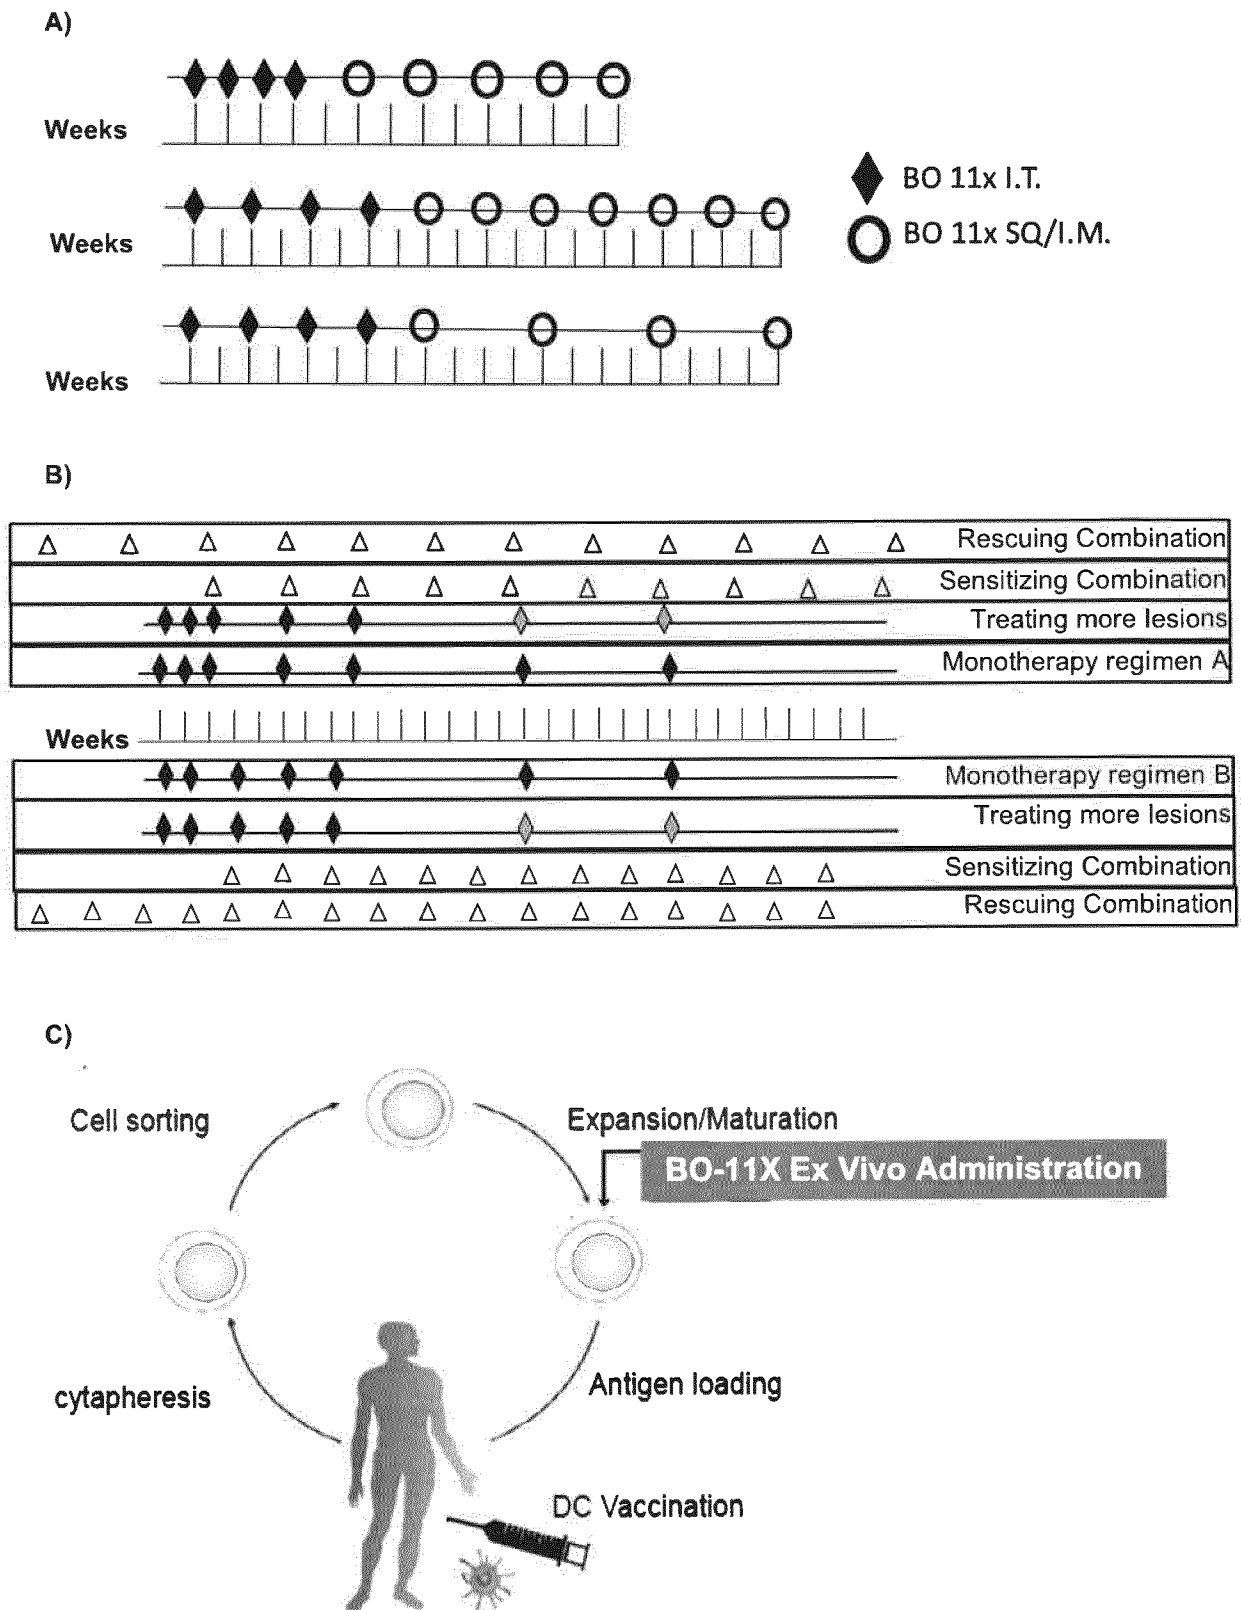 A)
Weeks
BO 11x I.T.
BO 11x SQ/I.M.
Weeks
Weeks
B)
Rescuing Combination
Sensitizing Combination
Treating more lesions
Monotherapy regimen A
Weeks
Monotherapy regimen B
Treating more lesions
Sensitizing Combination
Rescuing Combination
C)
Cell sorting
Expansion/Maturation
BO-11X Ex Vivo Administration
cytapheresis
Antigen loading
DC Vaccination